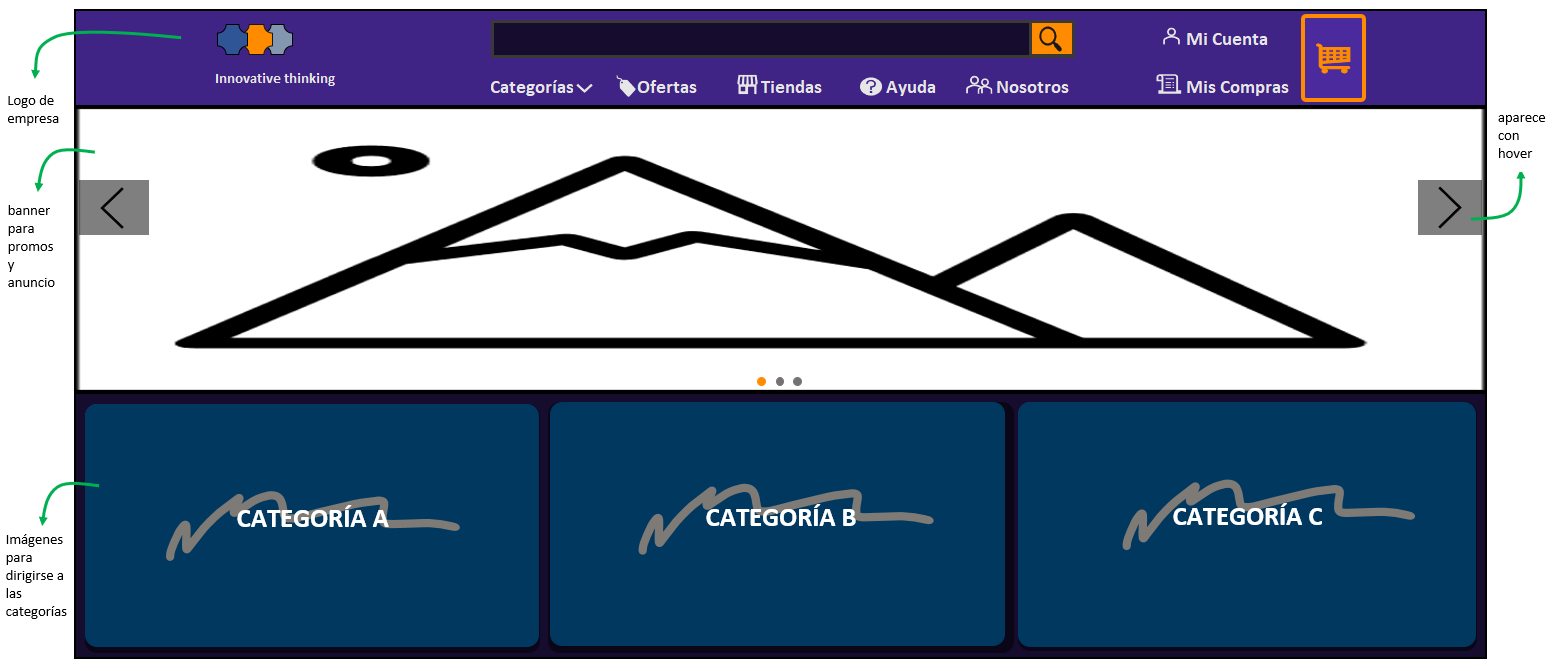 Logo de
empresa
Innovative thinking
Mi Cuenta
Categorías
Ofertas
Tiendas
Ayuda
Nosotros
Mis Compras
aparece
con
hover
banner
para
promos
y
anuncio
Imágenes
para
dirigirse a
las
categorías
CATEGORÍA A
CATEGORÍA B
CATEGORÍA C